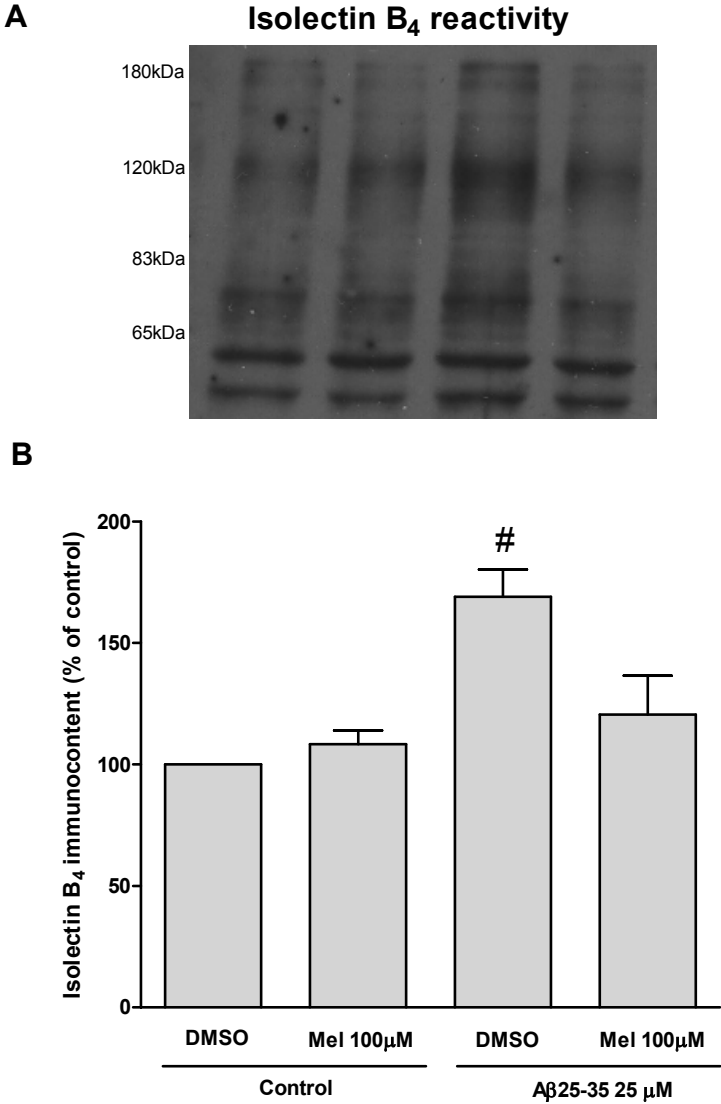 A
Isolectin B4 reactivity
180kDa
120kDa
83kDa
65kDa
B
Isolectin B4 immunocontent (% of control)
200
150
100
50
0
#
DMSO
Mel 100μM
DMSO
Mel 100μM
Control
Aβ25-35 25 μM